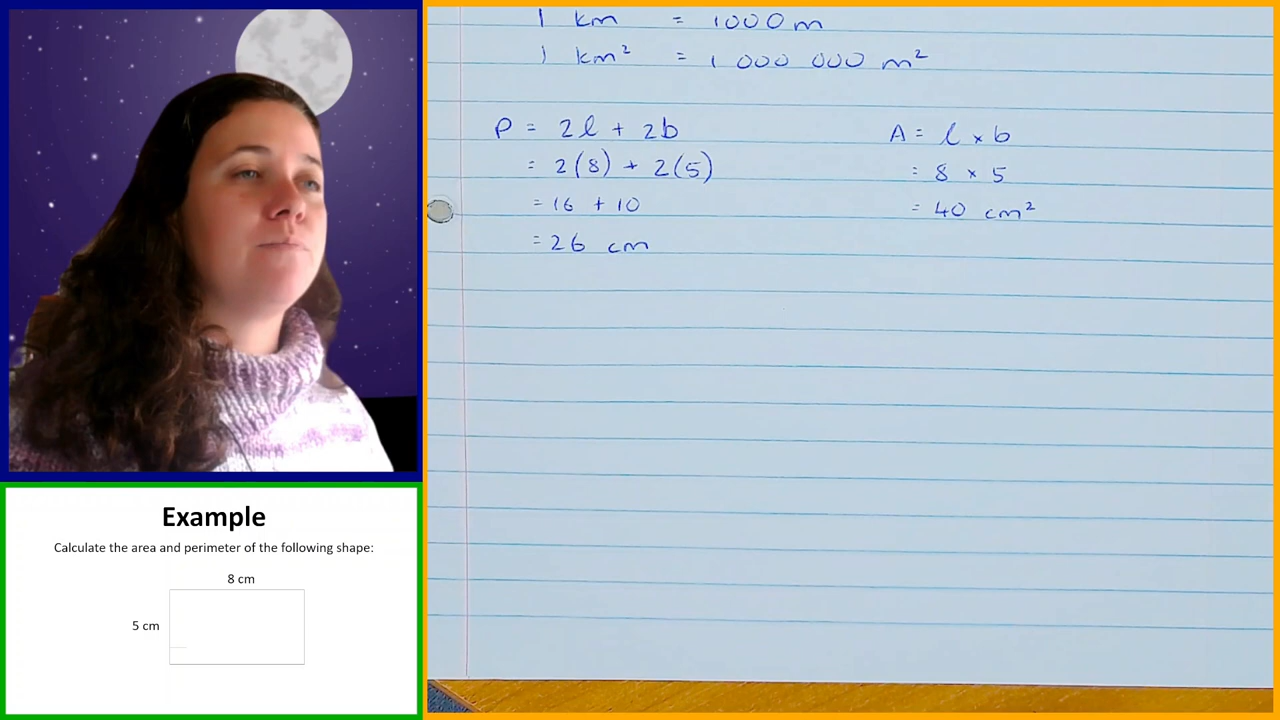 1 km = 1000 m
1 km² = 1 000 000 m²
P = 2l + 2b
= 2(8) + 2(5)
= 16 + 10
= 26 cm
A = l × b
= 8 × 5
= 40 cm²
Example
Calculate the area and perimeter of the following shape:
8 cm
5 cm